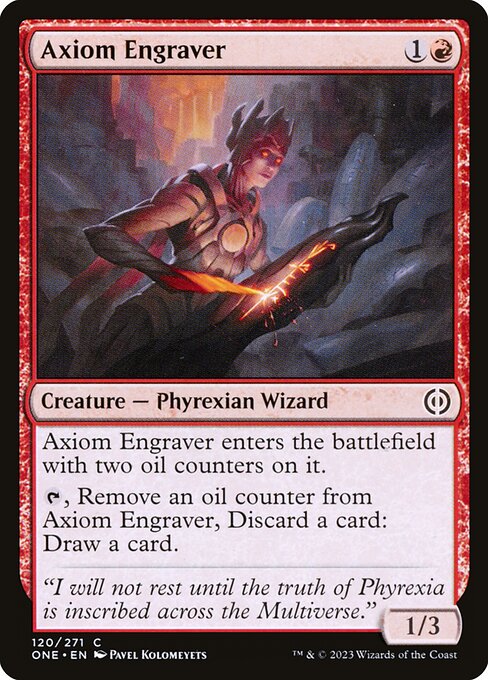 Axiom Engraver 1
Creature — Phyrexian Wizard
Axiom Engraver enters the battlefield
with two oil counters on it.
, Remove an oil counter from
Axiom Engraver, Discard a card:
Draw a card.
“I will not rest until the truth of Phyrexia
is inscribed across the Multiverse.”
1/3
120/271 C
ONE • EN Pavel Kolomeyets
™ & © 2023 Wizards of the Coast